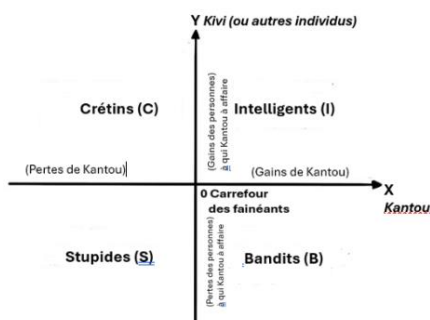 Y Kivi (ou autres individus)
Crétins (C)
(Gains des personnes)
à qui Kantou à affaire
Intelligents (I)
(Pertes de Kantou)
(Gains de Kantou)
X
Kantou
0 Carrefour
des fainéants
Stupides (S)
(Pertes des personnes)
à qui Kantou à affaire
Bandits (B)